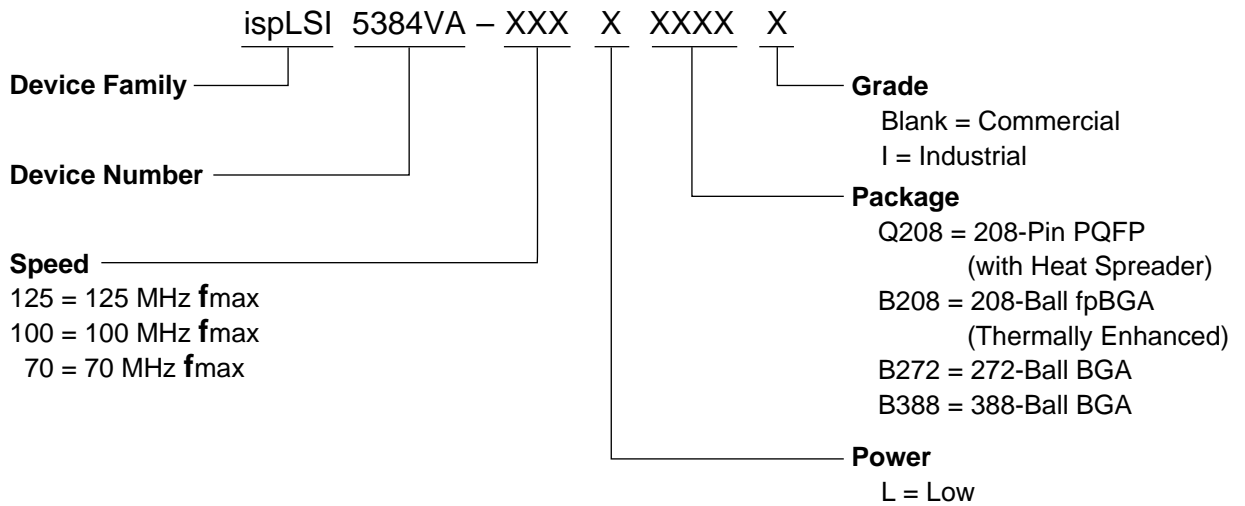 ispLSI 5384VA – XXX X XXXX X
Device Family
Device Number
Speed
125 = 125 MHz fmax
100 = 100 MHz fmax
70 = 70 MHz fmax
Grade
Blank = Commercial
I = Industrial
Package
Q208 = 208-Pin PQFP
(with Heat Spreader)
B208 = 208-Ball fpBGA
(Thermally Enhanced)
B272 = 272-Ball BGA
B388 = 388-Ball BGA
Power
L = Low